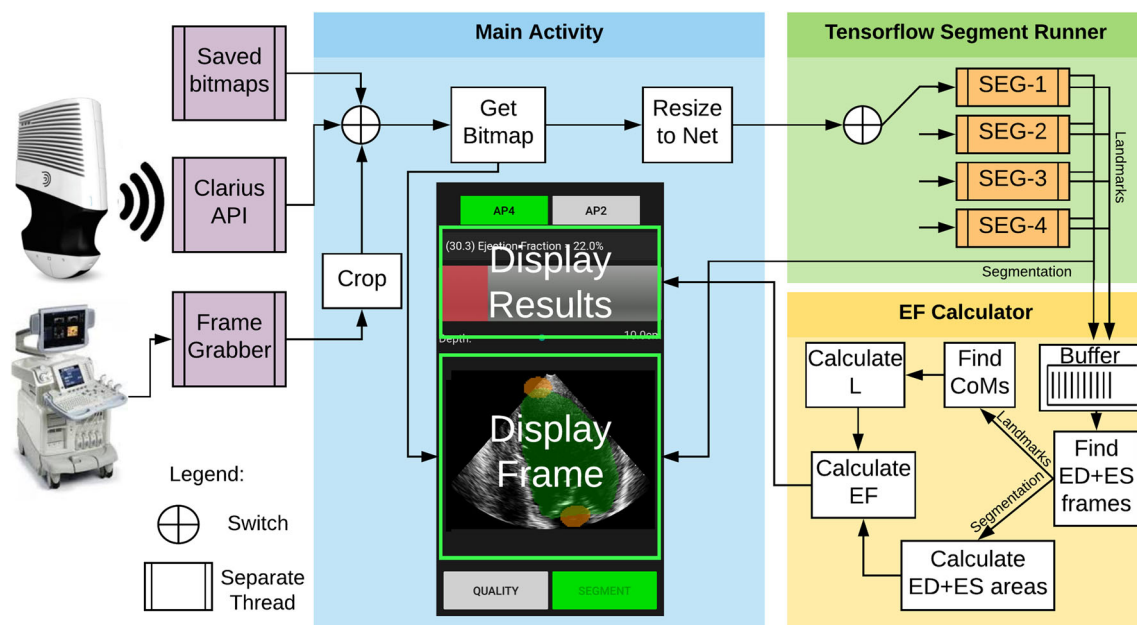 Main Activity
Tensorflow Segment Runner
Saved
bitmaps
Get
Bitmap
Resize
to Net
SEG-1
SEG-2
SEG-3
SEG-4
Landmarks
Segmentation
Clarius
API
Crop
Frame
Grabber
AP4
AP2
(30.3) Ejection Fraction = 22.0%
Display
Results
Depth:
10.0cm
Display
Frame
QUALITY
SEGMENT
EF Calculator
Calculate
L
Find
CoMs
Buffer
Landmarks
Find
ED+ES
frames
Calculate
EF
Segmentation
Calculate
ED+ES areas
Legend:
Switch
Separate
Thread